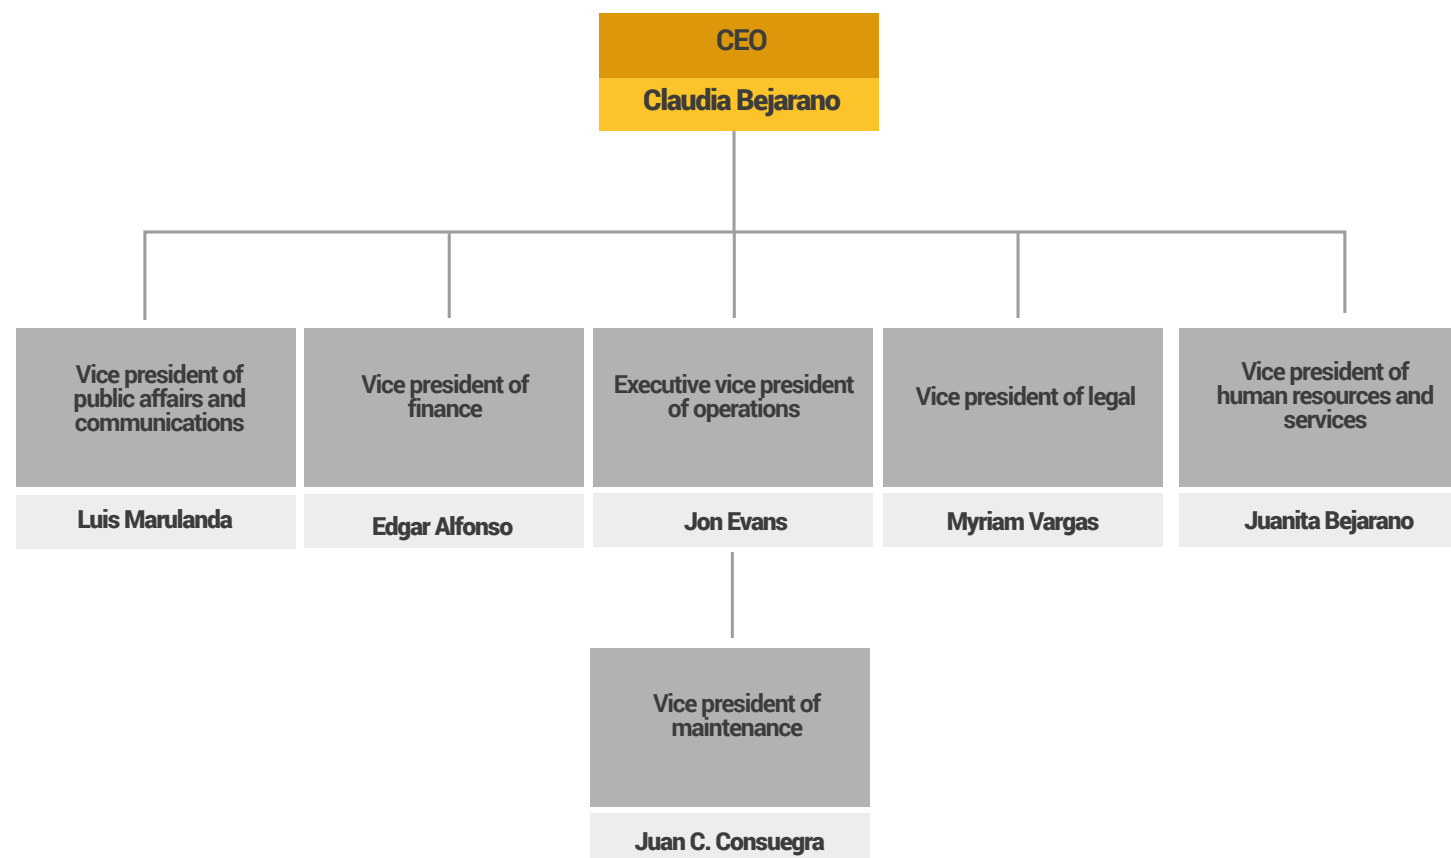 CEO
Claudia Bejarano
Vice president of
public affairs and
communications
Luis Marulanda
Vice president of
finance
Edgar Alfonso
Executive vice president
of operations
Jon Evans
Vice president of legal
Myriam Vargas
Vice president of
human resources and
services
Juanita Bejarano
Vice president of
maintenance
Juan C. Consuegra